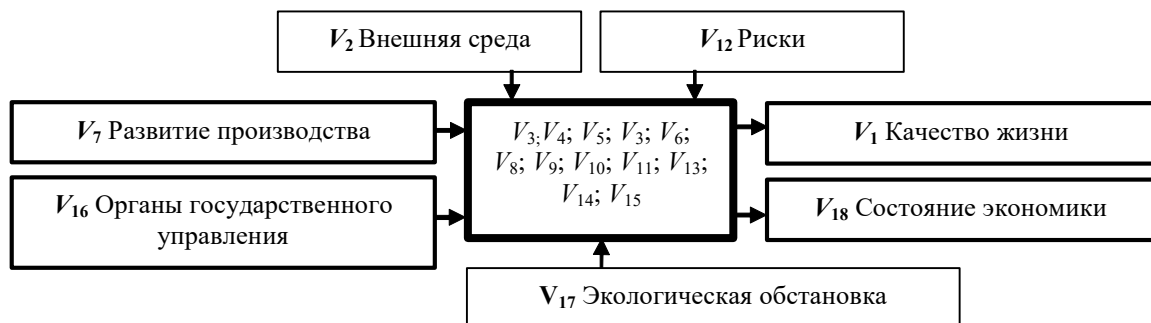 V2 Внешняя среда
V12 Риски
V7 Развитие производства
V3;V4; V5; V3; V6;
V8; V9; V10; V11; V13;
V14; V15
V1 Качество жизни
V16 Органы государственного
управления
V18 Состояние экономики
V17 Экологическая обстановка